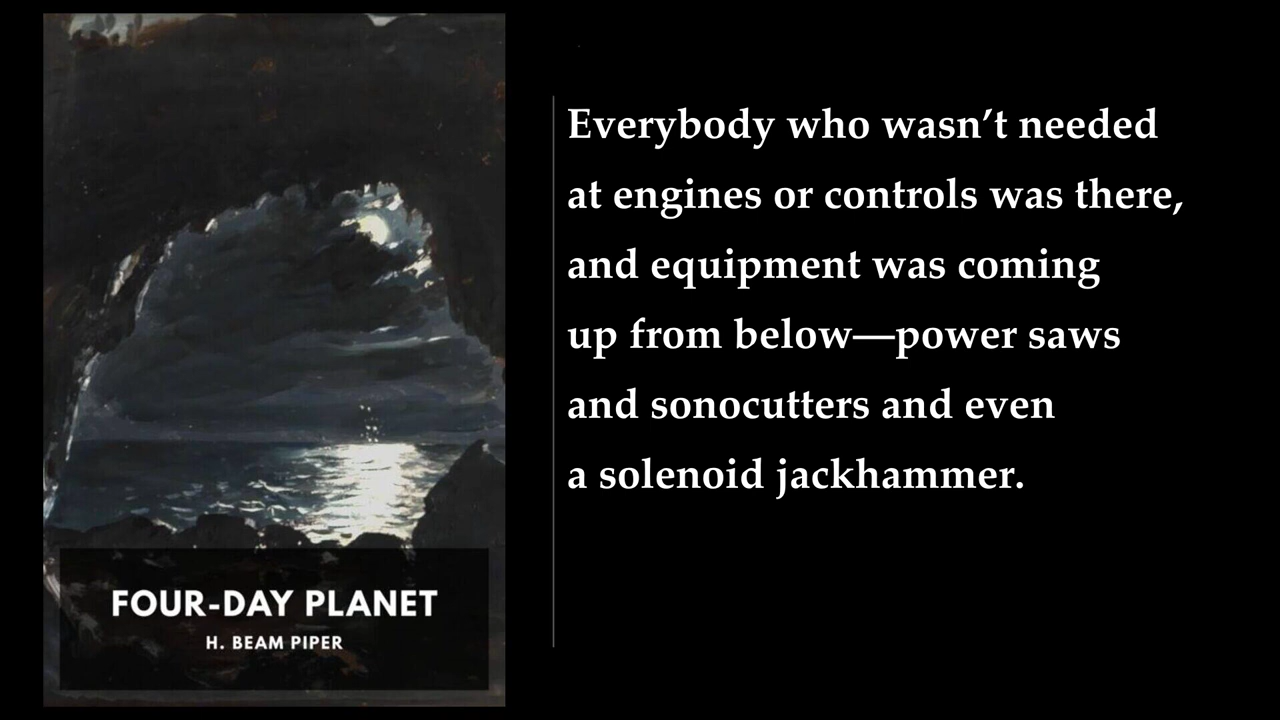 FOUR-DAY PLANET
H. BEAM PIPER
Everybody who wasn’t needed
at engines or controls was there,
and equipment was coming
up from below—power saws
and sonocutters and even
a solenoid jackhammer.